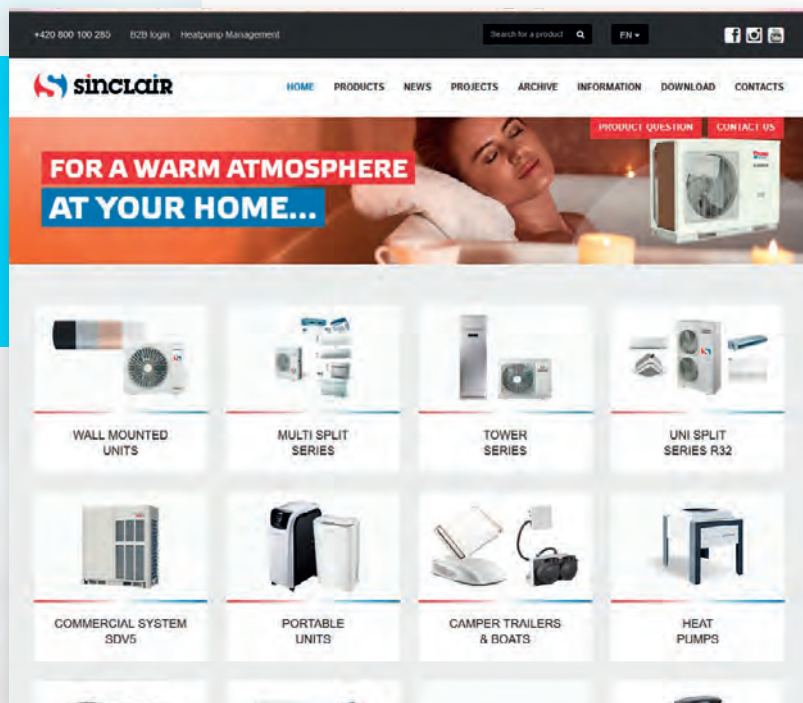 +420 800 100 285 B2B login Heatpump Management Search for a product EN
sinclair HOME PRODUCTS NEWS PROJECTS ARCHIVE INFORMATION DOWNLOAD CONTACTS
PRODUCT QUESTION CONTACT US
FOR A WARM ATMOSPHERE
AT YOUR HOME...
WALL MOUNTED
UNITS
MULTI SPLIT
SERIES
TOWER
SERIES
UNI SPLIT
SERIES R32
COMMERCIAL SYSTEM
SDV5
PORTABLE
UNITS
CAMPER TRAILERS
& BOATS
HEAT
PUMPS